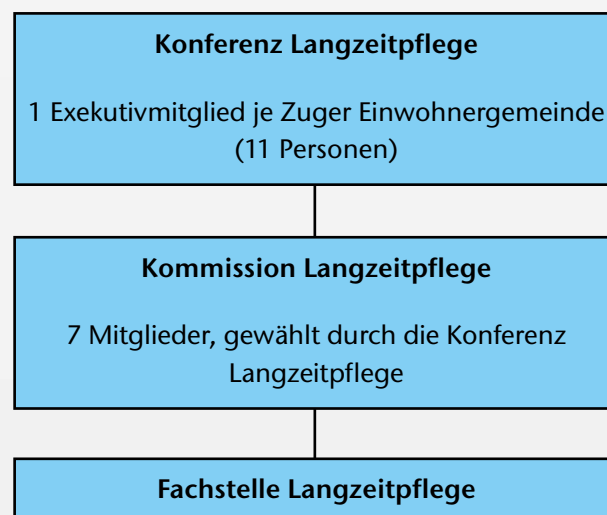 Konferenz Langzeitpflege
1 Exekutivmitglied je Zuger Einwohnergemeinde
(11 Personen)
Kommission Langzeitpflege
7 Mitglieder, gewählt durch die Konferenz
Langzeitpflege
Fachstelle Langzeitpflege